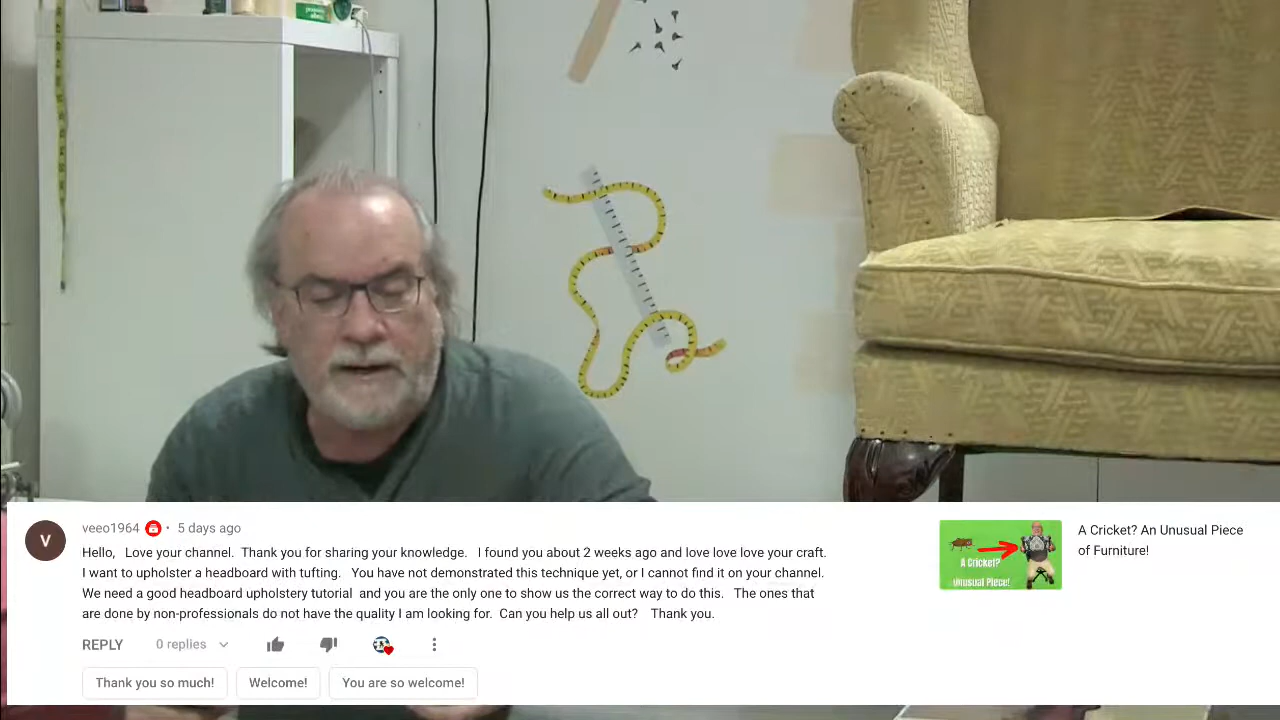 veeo1964 • 5 days ago
Hello, Love your channel. Thank you for sharing your knowledge. I found you about 2 weeks ago and love love love your craft.
I want to upholster a headboard with tufting. You have not demonstrated this technique yet, or I cannot find it on your channel.
We need a good headboard upholstery tutorial and you are the only one to show us the correct way to do this. The ones that
are done by non-professionals do not have the quality I am looking for. Can you help us all out? Thank you.
REPLY 0 replies
Thank you so much! Welcome! You are so welcome!
V
A Cricket? An Unusual Piece
of Furniture!
A Cricket?
Unusual Piece!